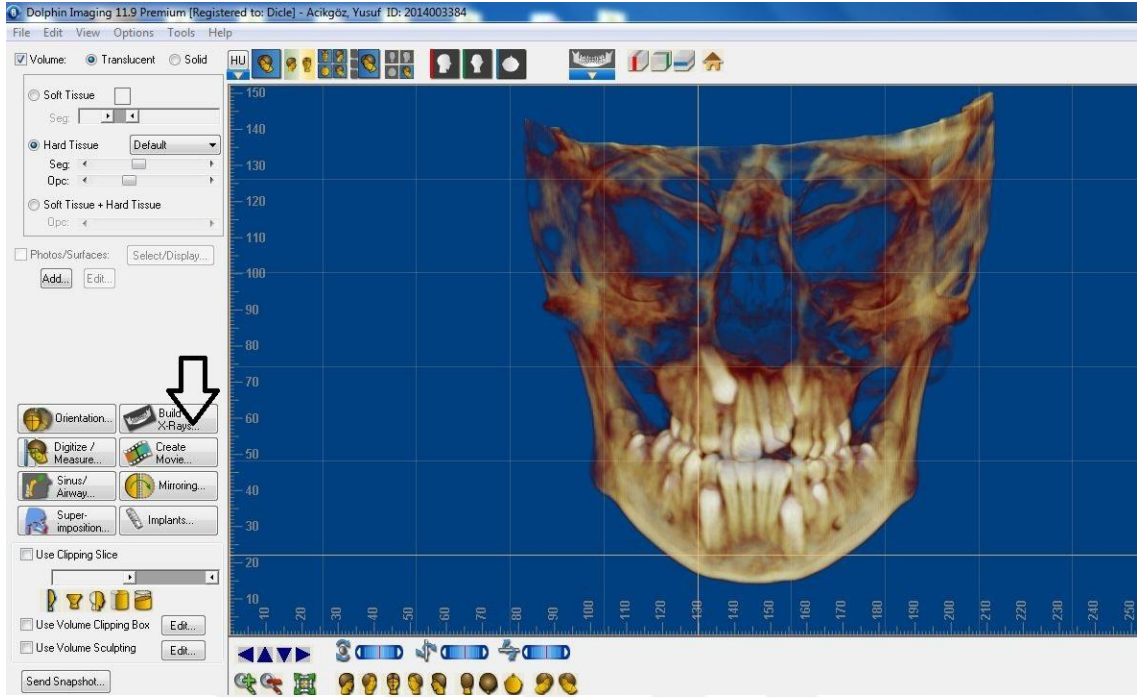 Dolphin Imaging 11.9 Premium [Registered to: Dicle] - Acikgöz, Yusuf ID: 2014003384
File Edit View Options Tools Help
Volume: Translucent Solid
HU
Soft Tissue
Seg:
Hard Tissue Default
Seg:
Opc:
Soft Tissue + Hard Tissue
Opc:
Photos/Surfaces: Select/Display...
Add... Edit...
Orientation... Build X-Rays...
Digitize / Measure... Create Movie...
Sinus/ Airway... Mirroring...
Super-imposition... Implants...
Use Clipping Slice
Use Volume Clipping Box Edit...
Use Volume Sculpting Edit...
Send Snapshot...
150
140
130
120
110
100
90
80
70
60
50
40
30
20
10
10 20 30 40 50 60 70 80 90 100 110 120 130 140 150 160 170 180 190 200 210 220 230 240 250